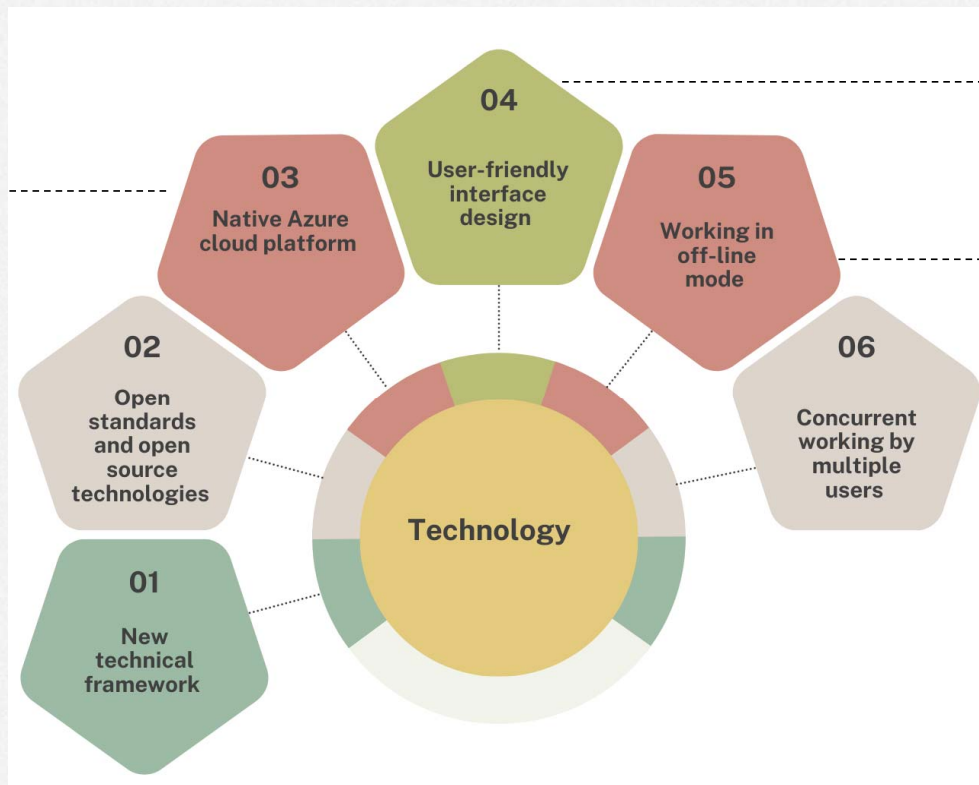 01
New
technical
framework
02
Open
standards
and open
source
technologies
03
Native Azure
cloud platform
04
User-friendly
interface
design
05
Working in
off-line
mode
06
Concurrent
working by
multiple
users
Technology